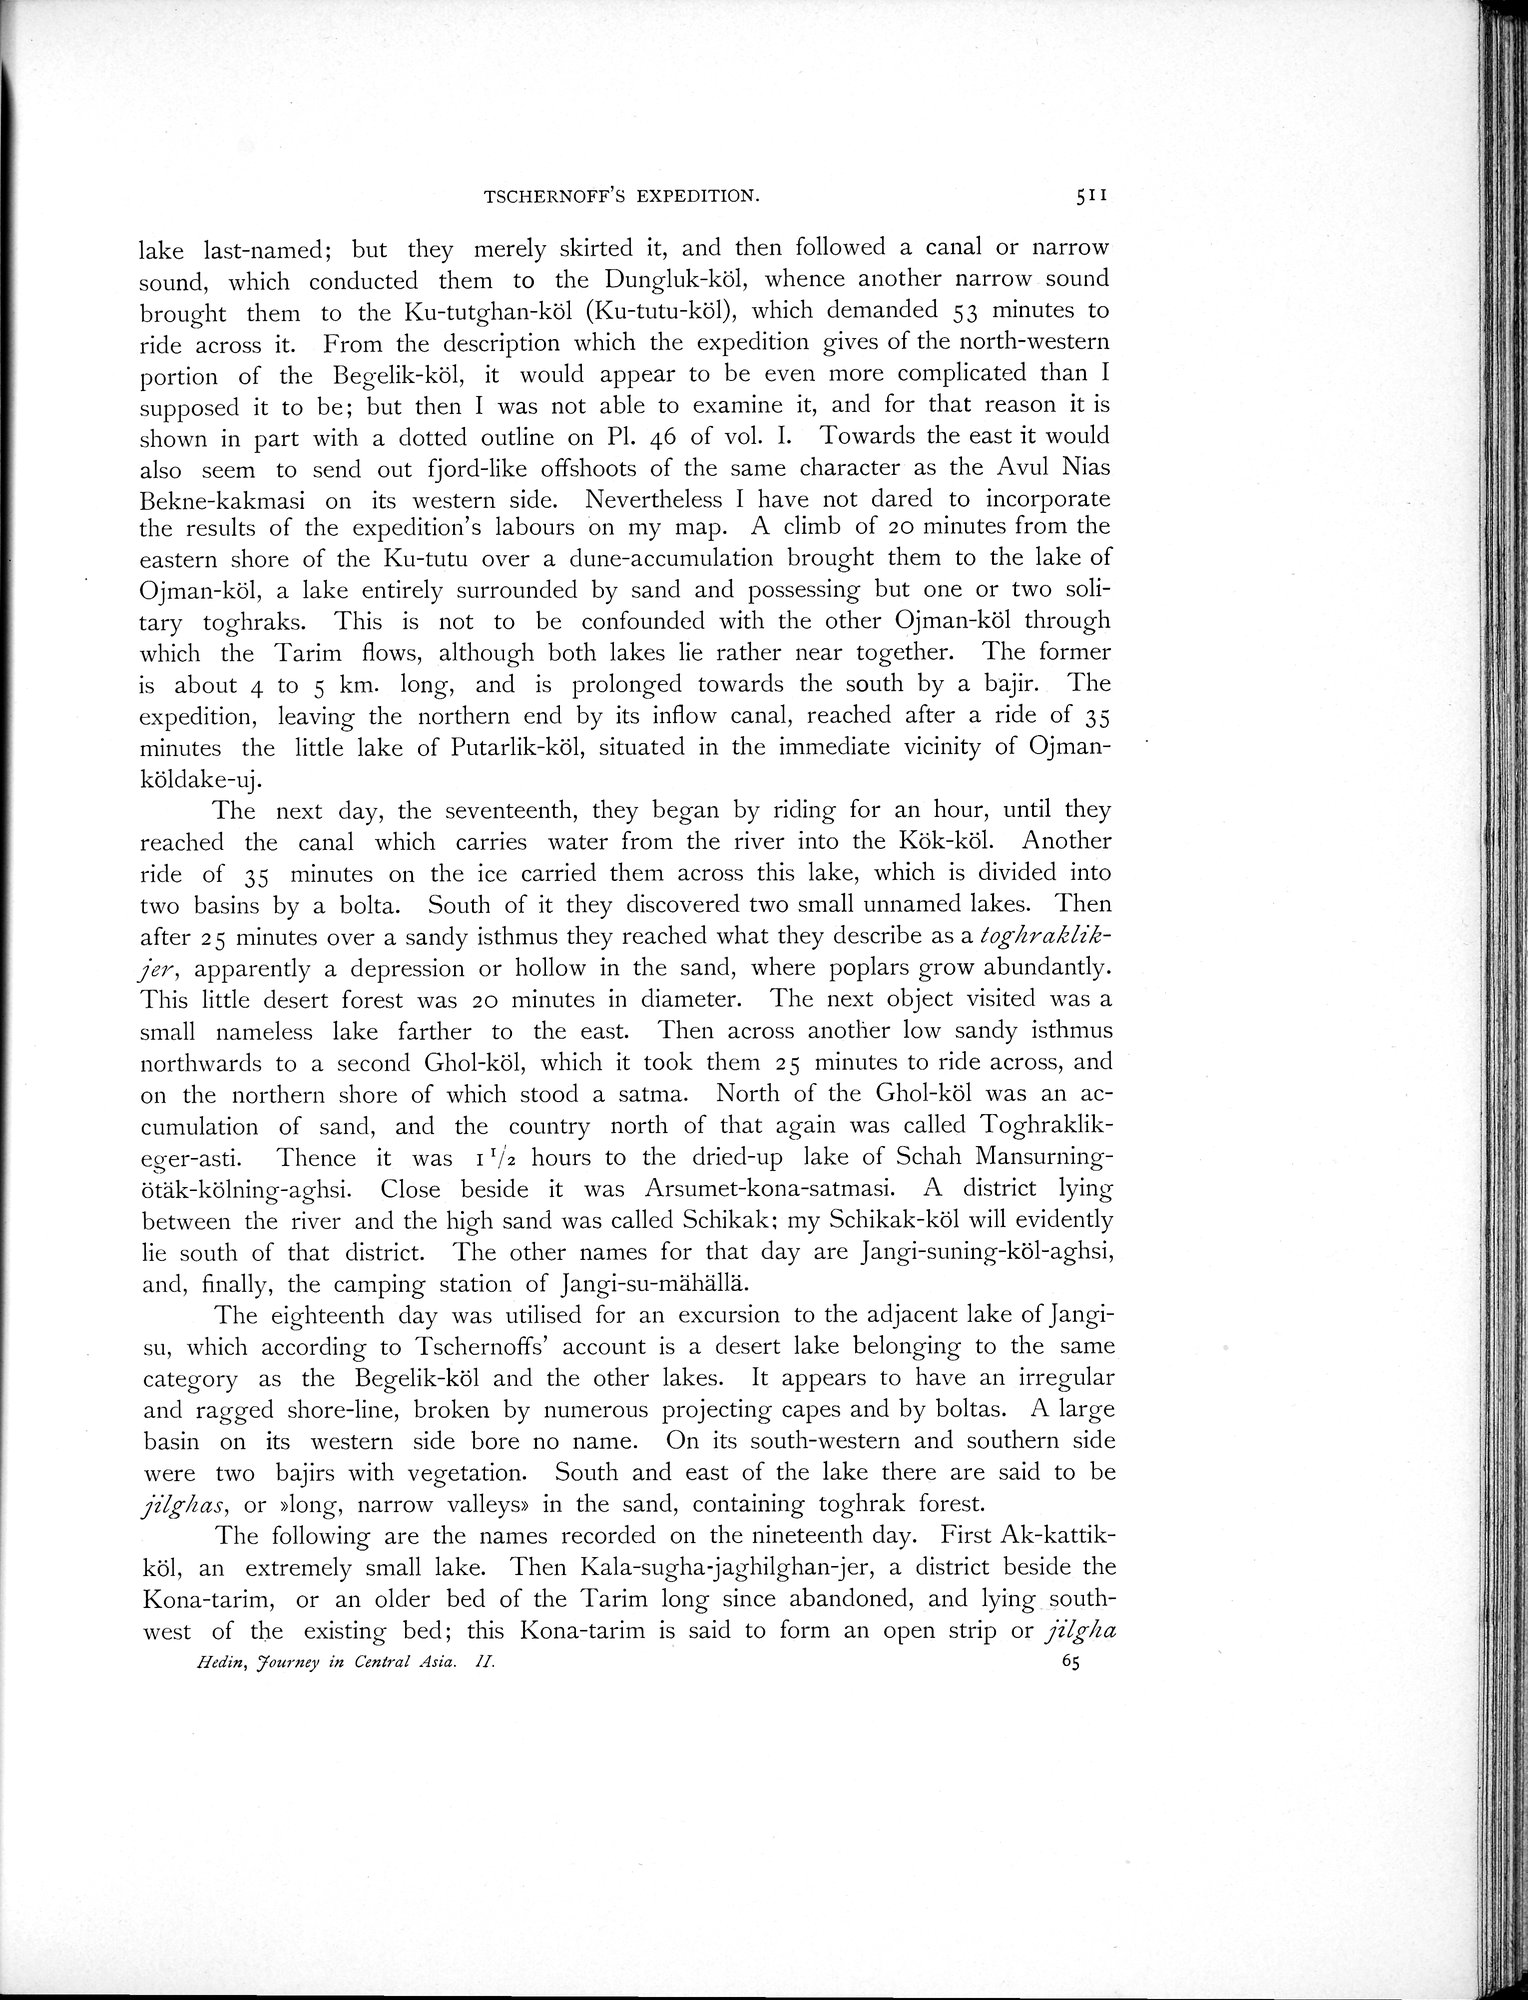 TSCHERNOFF'S EXPEDITION. 511
lake last-named; but they merely skirted it, and then followed a canal or narrow
sound, which conducted them to the Dungluk-köl, whence another narrow sound
brought them to the Ku-tutghan-köl (Ku-tutu-köl), which demanded 53 minutes to
ride across it. From the description which the expedition gives of the north-western
portion of the Begelik-köl, it would appear to be even more complicated than I
supposed it to be; but then I was not able to examine it, and for that reason it is
shown in part with a dotted outline on Pl. 46 of vol. I. Towards the east it would
also seem to send out fjord-like offshoots of the same character as the Avul Nias
Bekne-kakmasi on its western side. Nevertheless I have not dared to incorporate
the results of the expedition's labours on my map. A climb of 20 minutes from the
eastern shore of the Ku-tutu over a dune-accumulation brought them to the lake of
Ojman-köl, a lake entirely surrounded by sand and possessing but one or two soli-
tary toghraks. This is not to be confounded with the other Ojman-köl through
which the Tarim flows, although both lakes lie rather near together. The former
is about 4 to 5 km. long, and is prolonged towards the south by a bajir. The
expedition, leaving the northern end by its inflow canal, reached after a ride of 35
minutes the little lake of Putarlik-köl, situated in the immediate vicinity of Ojman-
köldake-uj.
The next day, the seventeenth, they began by riding for an hour, until they
reached the canal which carries water from the river into the Kök-köl. Another
ride of 35 minutes on the ice carried them across this lake, which is divided into
two basins by a bolta. South of it they discovered two small unnamed lakes. Then
after 25 minutes over a sandy isthmus they reached what they describe as a toghraklik-
jer, apparently a depression or hollow in the sand, where poplars grow abundantly.
This little desert forest was 20 minutes in diameter. The next object visited was a
small nameless lake farther to the east. Then across another low sandy isthmus
northwards to a second Ghol-köl, which it took them 25 minutes to ride across, and
on the northern shore of which stood a satma. North of the Ghol-köl was an ac-
cumulation of sand, and the country north of that again was called Toghraklik-
eger-asti. Thence it was 1 1/2 hours to the dried-up lake of Schah Mansurning-
ötäk-kölning-aghsi. Close beside it was Arsumet-kona-satmasi. A district lying
between the river and the high sand was called Schikak; my Schikak-köl will evidently
lie south of that district. The other names for that day are Jangi-suning-köl-aghsi,
and, finally, the camping station of Jangi-su-mähällä.
The eighteenth day was utilised for an excursion to the adjacent lake of Jangi-
su, which according to Tschernoffs' account is a desert lake belonging to the same
category as the Begelik-köl and the other lakes. It appears to have an irregular
and ragged shore-line, broken by numerous projecting capes and by boltas. A large
basin on its western side bore no name. On its south-western and southern side
were two bajirs with vegetation. South and east of the lake there are said to be
jilghas, or »long, narrow valleys» in the sand, containing toghrak forest.
The following are the names recorded on the nineteenth day. First Ak-kattik-
köl, an extremely small lake. Then Kala-sugha-jaghilghan-jer, a district beside the
Kona-tarim, or an older bed of the Tarim long since abandoned, and lying south-
west of the existing bed; this Kona-tarim is said to form an open strip or jilgha
Hedin, Journey in Central Asia. II. 65